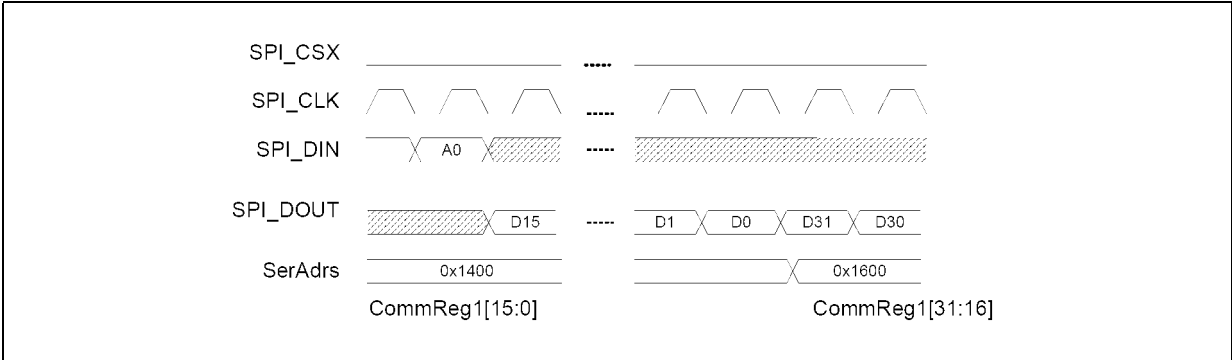 SPI_CSX
SPI_CLK
SPI_DIN A0
SPI_DOUT D15 D1 D0 D31 D30
SerAdrs 0x1400 0x1600
CommReg1[15:0] CommReg1[31:16]